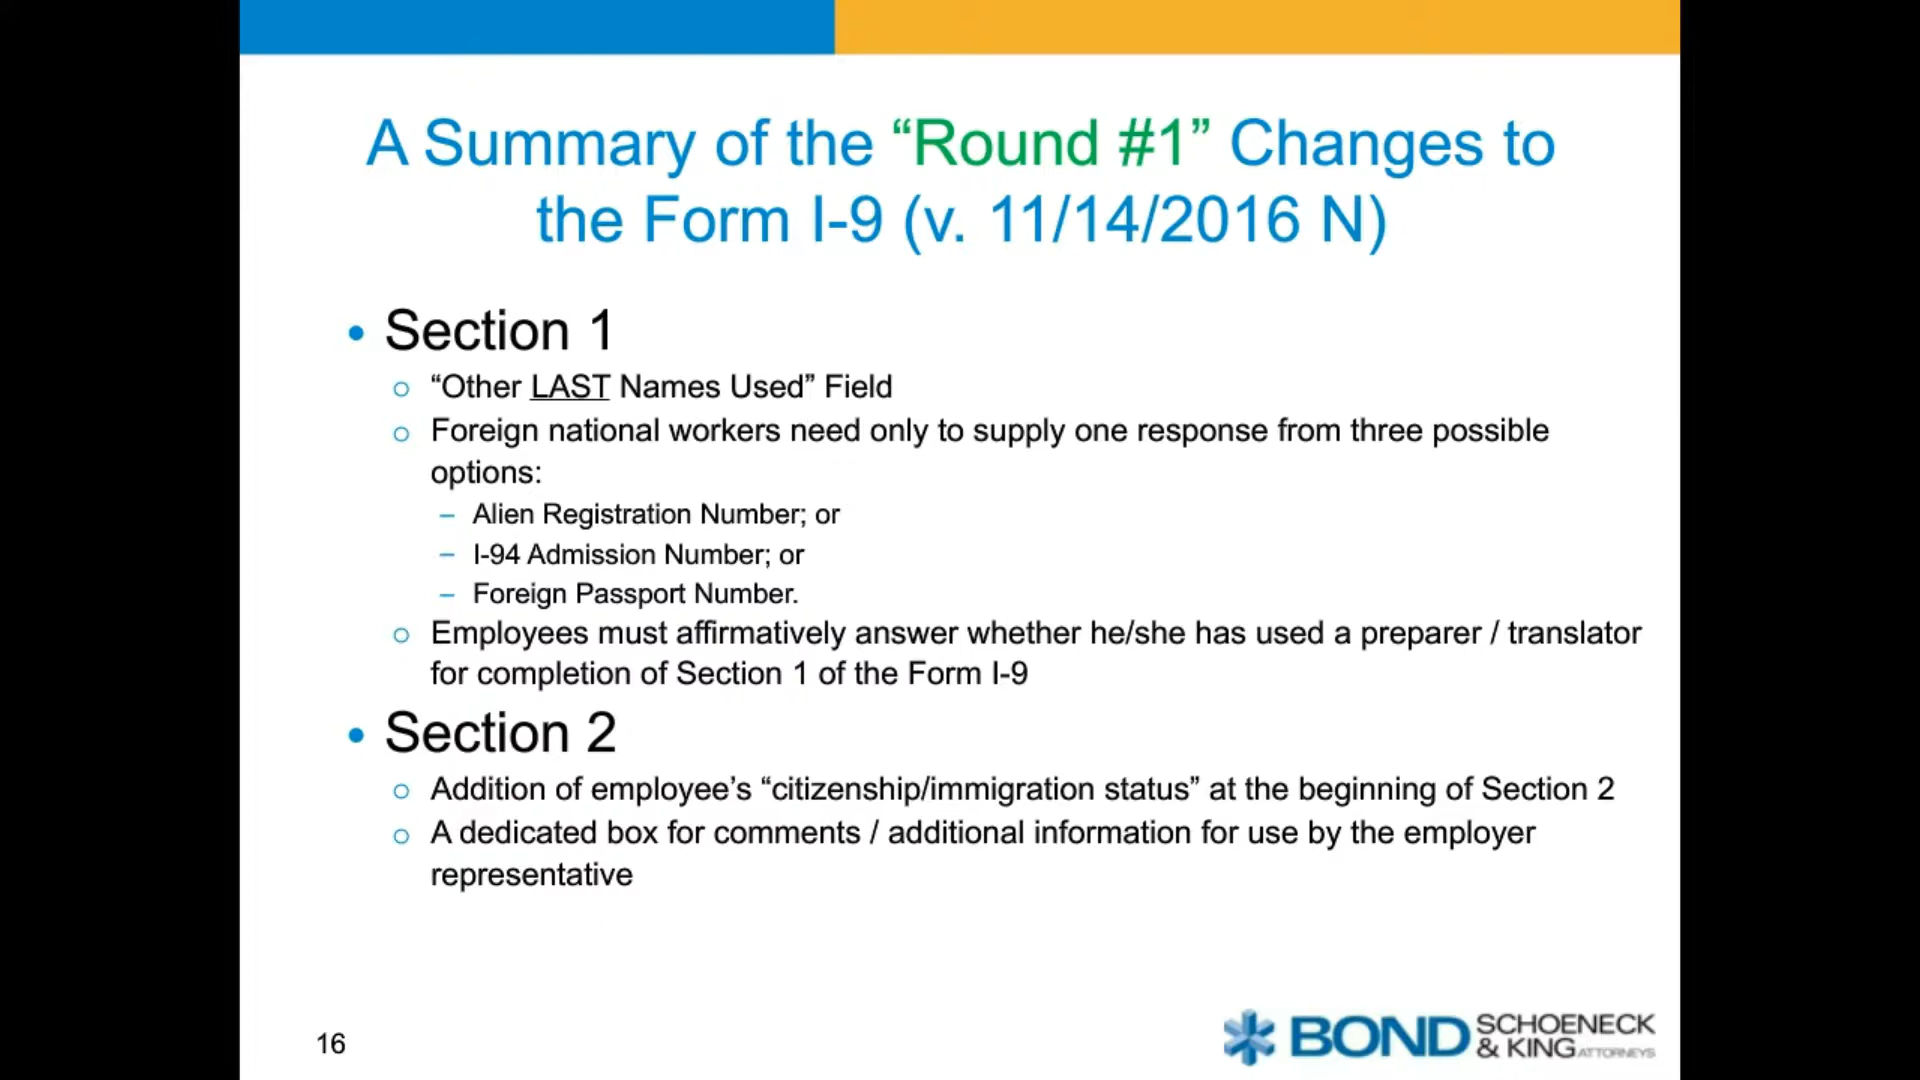 A Summary of the “Round #1” Changes to
the Form I-9 (v. 11/14/2016 N)
• Section 1
○ “Other LAST Names Used” Field
○ Foreign national workers need only to supply one response from three possible
options:
– Alien Registration Number; or
– I-94 Admission Number; or
– Foreign Passport Number.
○ Employees must affirmatively answer whether he/she has used a preparer / translator
for completion of Section 1 of the Form I-9
• Section 2
○ Addition of employee’s “citizenship/immigration status” at the beginning of Section 2
○ A dedicated box for comments / additional information for use by the employer
representative
16
BOND SCHOENECK
& KING ATTORNEYS